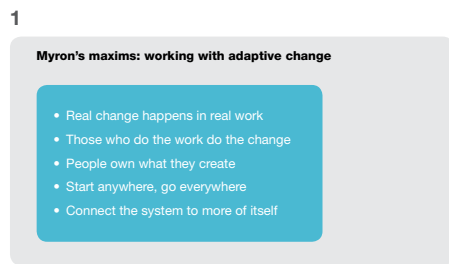 1
Myron's maxims: working with adaptive change
• Real change happens in real work
• Those who do the work do the change
• People own what they create
• Start anywhere, go everywhere
• Connect the system to more of itself